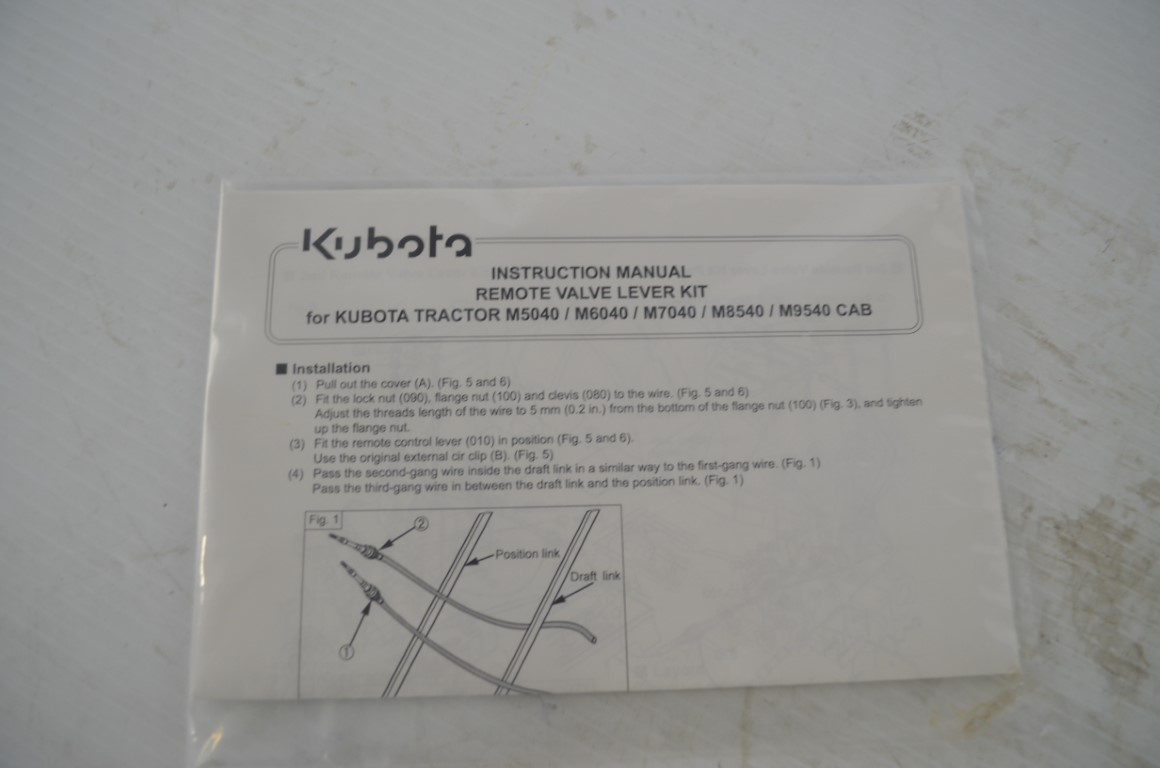 Kubota
INSTRUCTION MANUAL
REMOTE VALVE LEVER KIT
for KUBOTA TRACTOR M5040 / M6040 / M7040 / M8540 / M9540 CAB
■ Installation
(1) Pull out the cover (A). (Fig. 5 and 6)
(2) Fit the lock nut (090), flange nut (100) and clevis (080) to the wire. (Fig. 5 and 6)
Adjust the threads length of the wire to 5 mm (0.2 in.) from the bottom of the flange nut (100) (Fig. 3), and tighten
up the flange nut.
(3) Fit the remote control lever (010) in position (Fig. 5 and 6).
Use the original external cir clip (B). (Fig. 5)
(4) Pass the second-gang wire inside the draft link in a similar way to the first-gang wire. (Fig. 1)
Pass the third-gang wire in between the draft link and the position link. (Fig. 1)
Fig. 1
②
Position link
Draft link
①